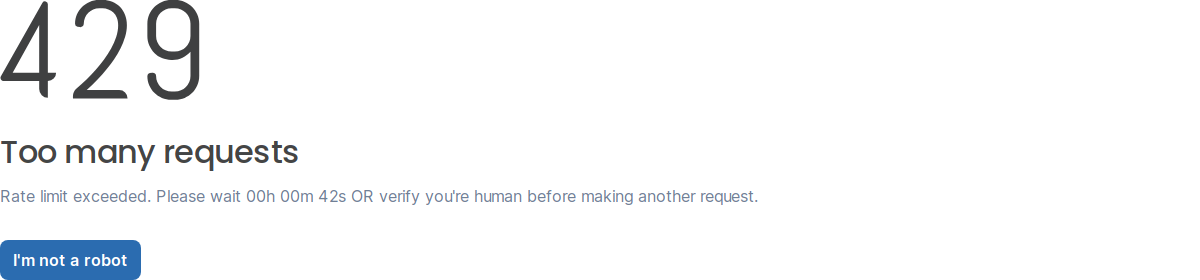 429
Too many requests
Rate limit exceeded. Please wait 00h 00m 42s OR verify you're human before making another request.
I'm not a robot